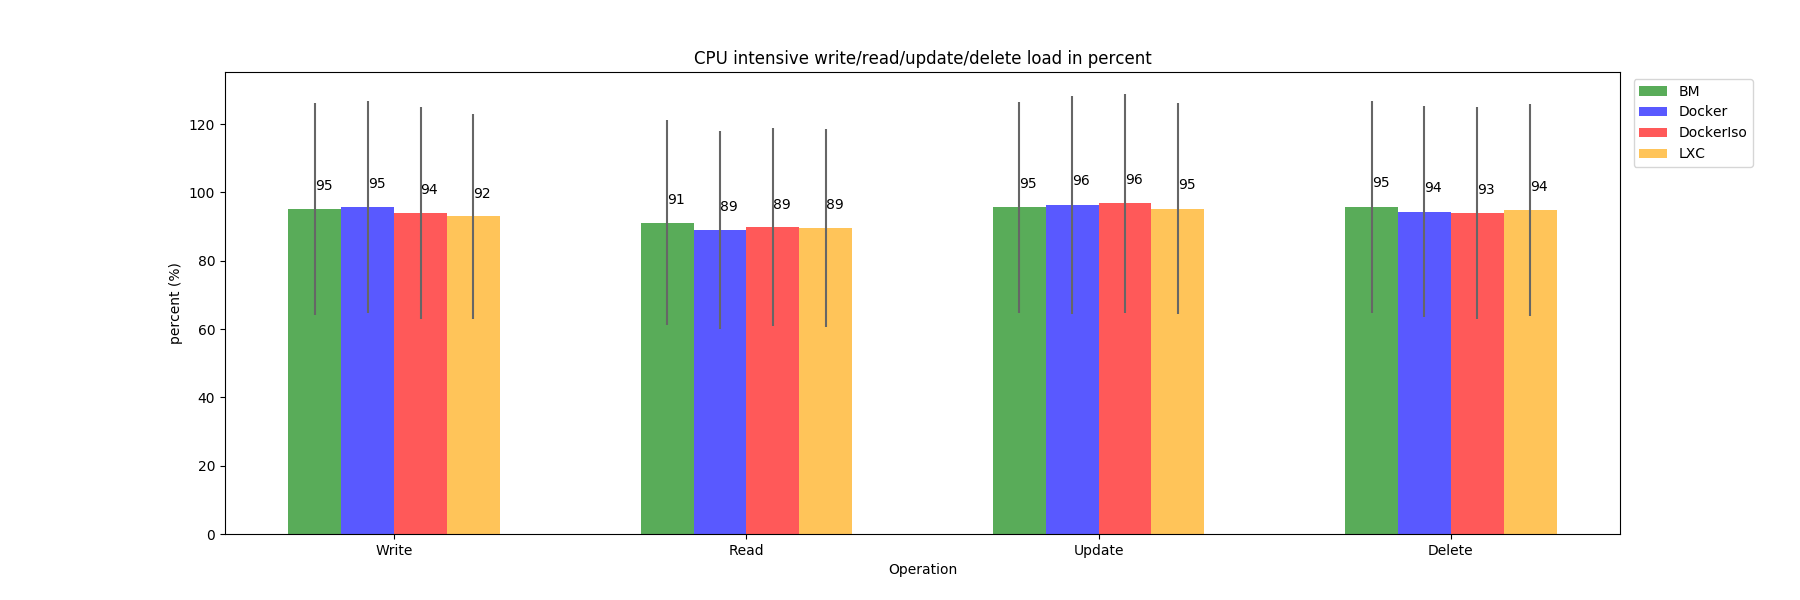 CPU intensive write/read/update/delete load in percent
BM
Docker
DockerIso
LXC
percent (%)
120
100
80
60
40
20
0
95
95
94
92
91
89
89
89
95
96
96
95
95
94
93
94
Write
Read
Update
Delete
Operation